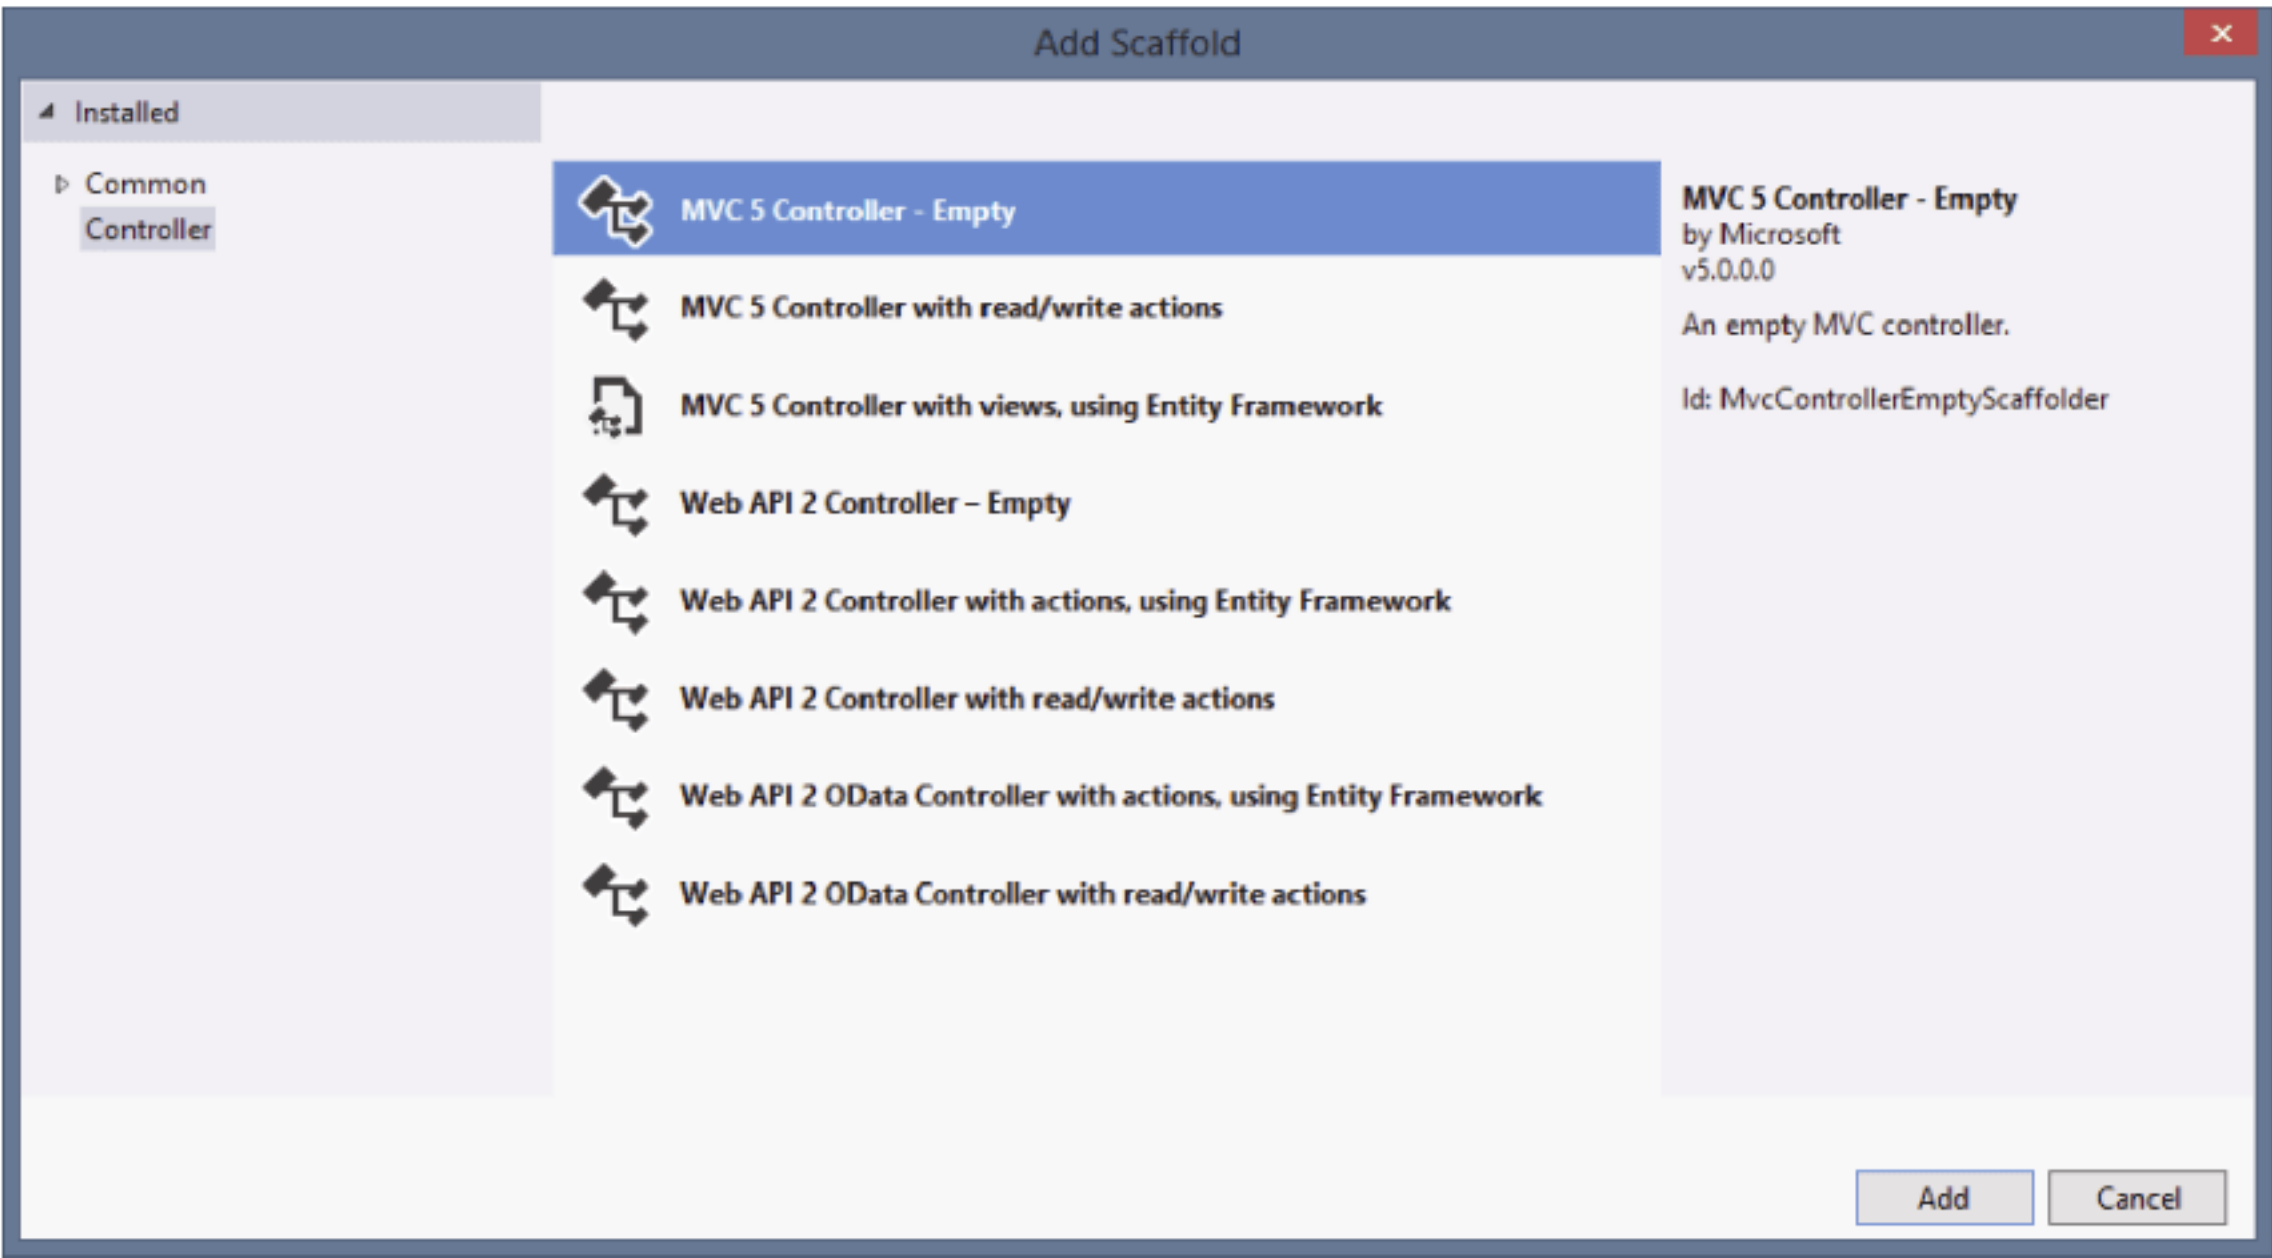 Add Scaffold
Installed
Common
Controller
MVC 5 Controller - Empty
MVC 5 Controller with read/write actions
MVC 5 Controller with views, using Entity Framework
Web API 2 Controller – Empty
Web API 2 Controller with actions, using Entity Framework
Web API 2 Controller with read/write actions
Web API 2 OData Controller with actions, using Entity Framework
Web API 2 OData Controller with read/write actions
MVC 5 Controller - Empty
by Microsoft
v5.0.0.0
An empty MVC controller.
Id: MvcControllerEmptyScaffolder
Add
Cancel